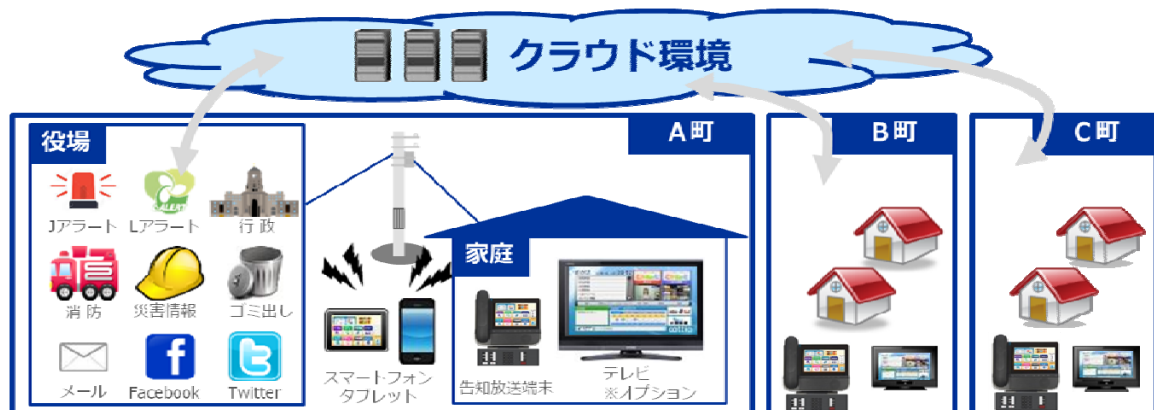 クラウド環境
A町
B町
C町
役場
Jアラート
Lアラート
行政
消防
災害情報
ゴミ出し
メール
Facebook
Twitter
スマートフォン
タブレット
家庭
告知放送端末
テレビ
※オプション